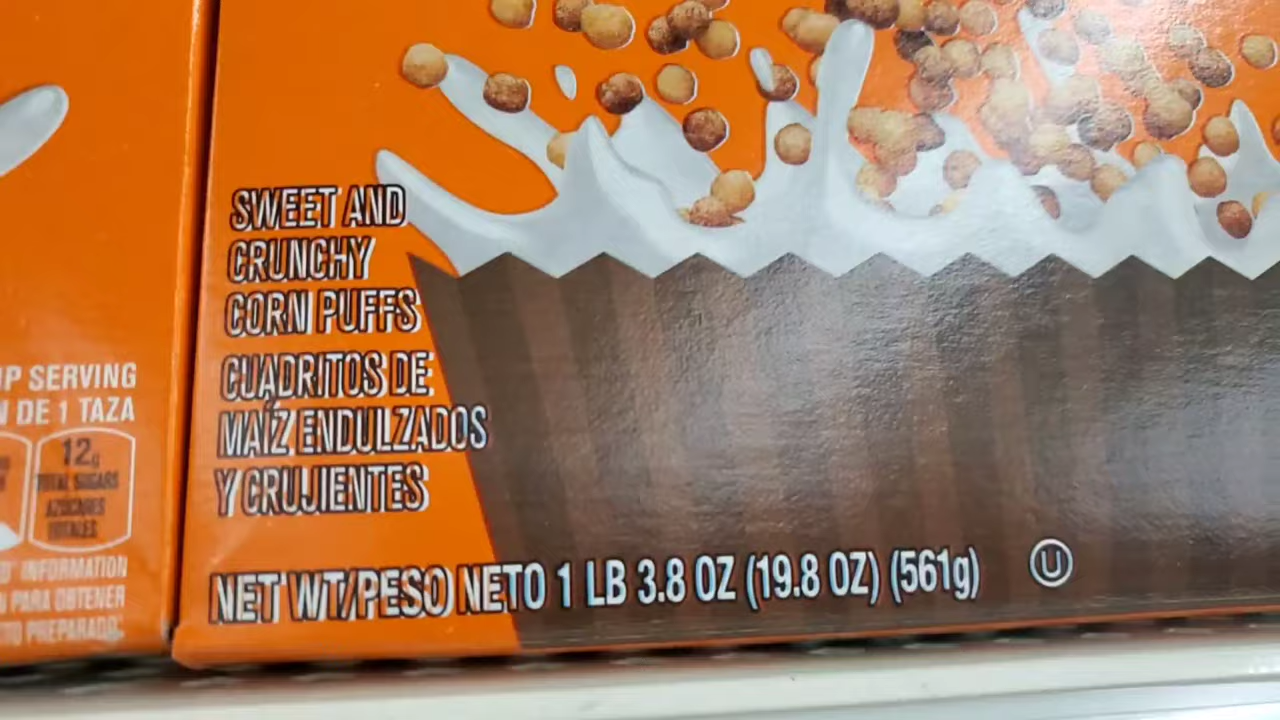 SWEET AND
CRUNCHY
CORN PUFFS
CUADRITOS DE
MAÍZ ENDULZADOS
Y CRUJIENTES
NET WT/PESO NETO 1 LB 3.8 OZ (19.8 OZ) (561g)
U
SERVING
DE 1 TAZA
12g
TOTAL SUGARS
AZÚCARES
TOTALES
INFORMATION
PARA OBTENER
PREPARADO